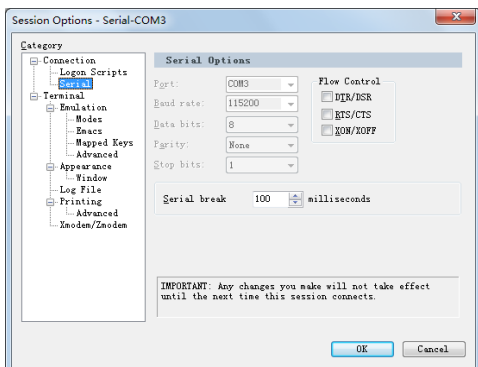 Session Options - Serial-COM3
Category
Connection
Logon Scripts
Serial
Terminal
Emulation
Modes
Emacs
Mapped Keys
Advanced
Appearance
Window
Log File
Printing
Advanced
Xmodem/Zmodem
Serial Options
Port: COM3
Baud rate: 115200
Data bits: 8
Parity: None
Stop bits: 1
Flow Control
DTR/DSR
RTS/CTS
XON/XOFF
Serial break 100 milliseconds
IMPORTANT: Any changes you make will not take effect
until the next time this session connects.
OK Cancel